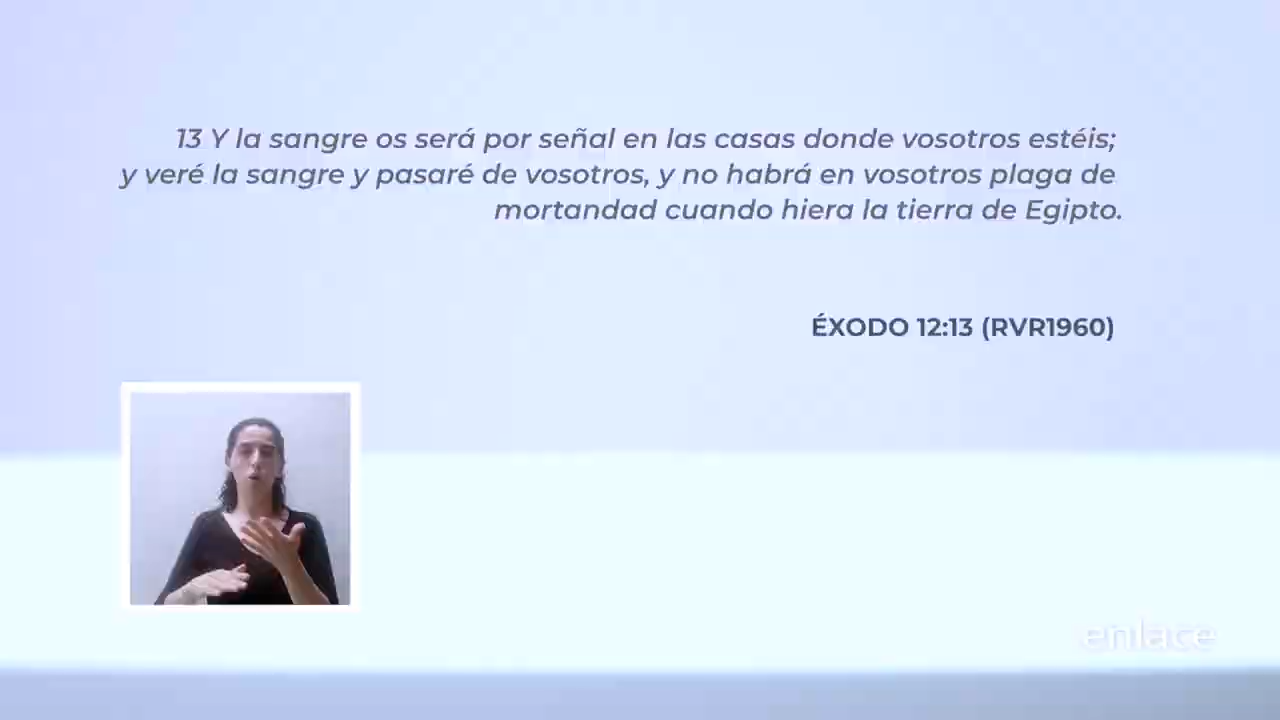 13 Y la sangre os será por señal en las casas donde vosotros estéis;
y veré la sangre y pasaré de vosotros, y no habrá en vosotros plaga de
mortandad cuando hiera la tierra de Egipto.
ÉXODO 12:13 (RVR1960)
enlace